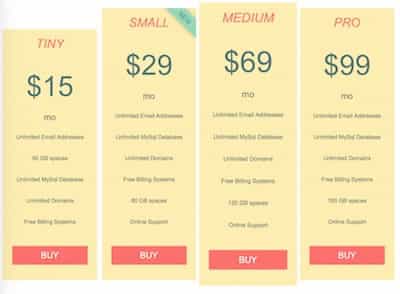 TINY
$15
mo
Unlimited Email Addresses
60 GB spaces
Unlimited MySql Database
Unlimited Domains
Free Billing Systems
BUY
SMALL
NEW
$29
mo
Unlimited Email Addresses
Unlimited MySql Database
Unlimited Domains
Free Billing Systems
80 GB spaces
Online Support
BUY
MEDIUM
$69
mo
Unlimited Email Addresses
Unlimited MySql Database
Unlimited Domains
Free Billing Systems
GB spaces
Online Support
BUY
PRO
$99
mo
Unlimited Email Addresses
Unlimited MySql Database
Unlimited Domains
Free Billing Systems
GB spaces
Online Support
BUY